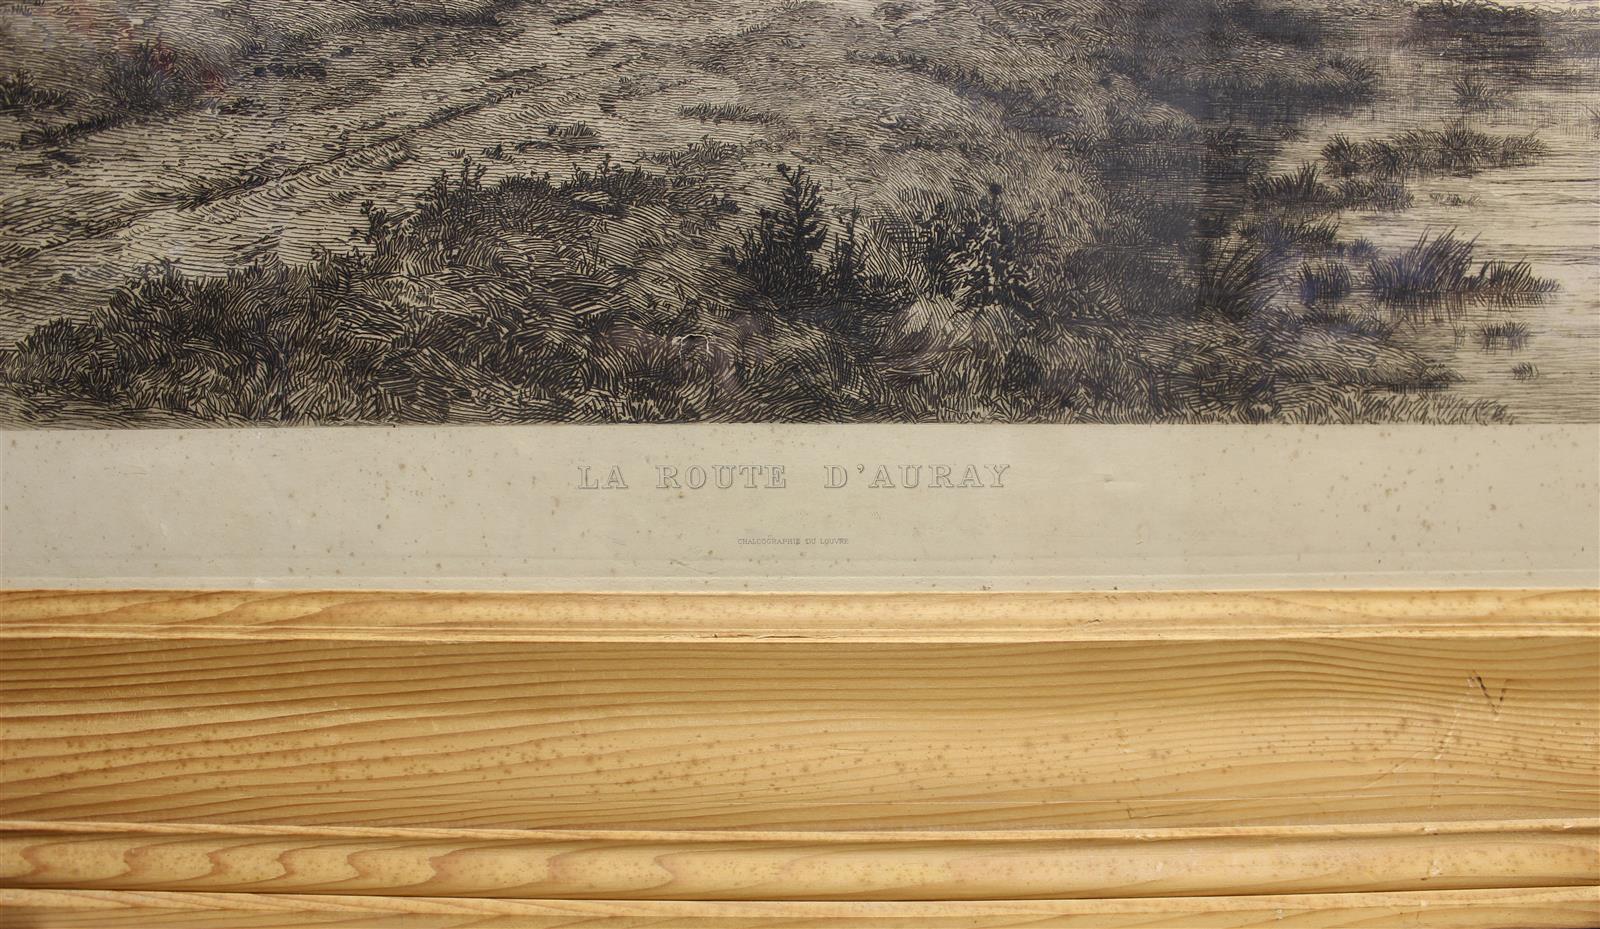 LA ROUTE D'AURAY
CHALCOGRAPHIE DU LOUVRE